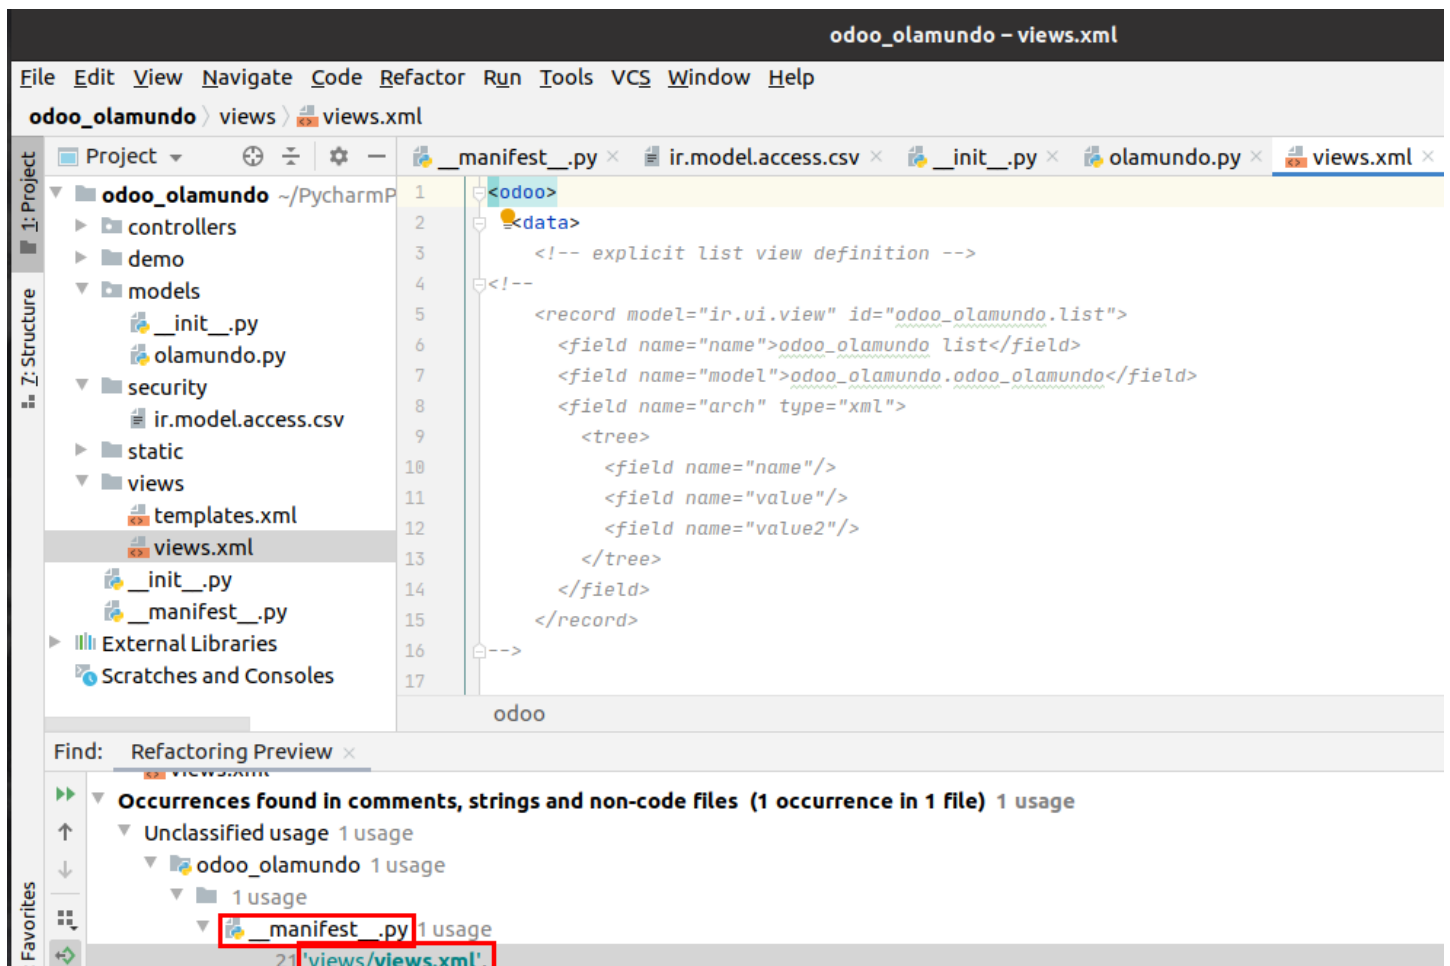 odoo_olamundo – views.xml
File Edit View Navigate Code Refactor Run Tools VCS Window Help
odoo_olamundo views views.xml
1: Project
7: Structure
Favorites
Project
__manifest__.py ir.model.access.csv __init__.py olamundo.py views.xml
odoo_olamundo ~/PycharmP
controllers
demo
models
__init__.py
olamundo.py
security
ir.model.access.csv
static
views
templates.xml
views.xml
__init__.py
__manifest__.py
External Libraries
Scratches and Consoles
1 <odoo>
2 <data>
3 <!-- explicit list view definition -->
4 <!--
5 <record model="ir.ui.view" id="odoo_olamundo.list">
6 <field name="name">odoo_olamundo list</field>
7 <field name="model">odoo_olamundo.odoo_olamundo</field>
8 <field name="arch" type="xml">
9 <tree>
10 <field name="name"/>
11 <field name="value"/>
12 <field name="value2"/>
13 </tree>
14 </field>
15 </record>
16 -->
17
odoo
Find: Refactoring Preview
views.xml
Occurrences found in comments, strings and non-code files (1 occurrence in 1 file) 1 usage
Unclassified usage 1 usage
odoo_olamundo 1 usage
1 usage
__manifest__.py 1 usage
21 'views/views.xml',